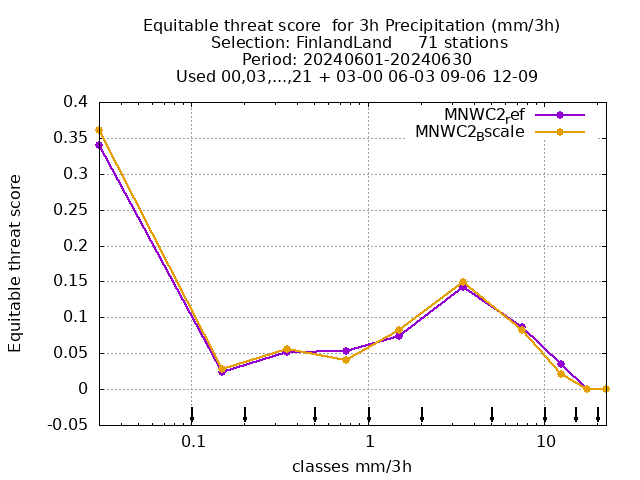 Equitable threat score  for 3h Precipitation (mm/3h)
Selection: FinlandLand     71 stations
Period: 20240601-20240630
Used 00,03,...,21 + 03-00 06-03 09-06 12-09
MNWC2_ref
MNWC2_Bscale
0.4
0.35
0.3
0.25
0.2
0.15
0.1
0.05
0
-0.05
Equitable threat score
0.1 1 10
classes mm/3h